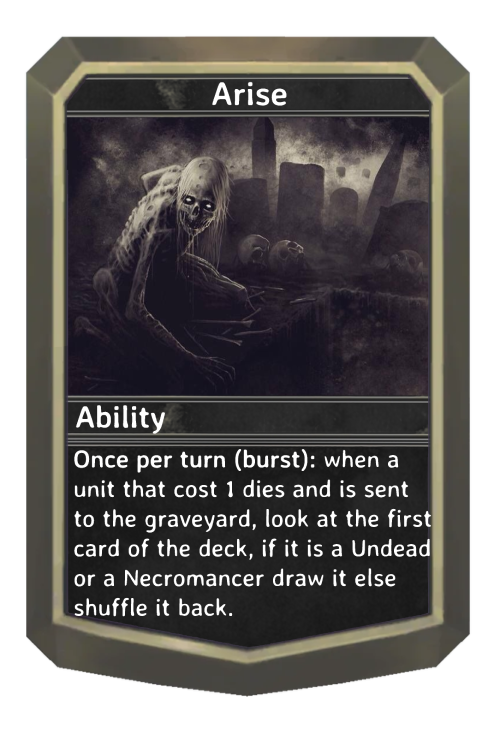 Arise
Ability
Once per turn (burst): when a
unit that cost 1 dies and is sent
to the graveyard, look at the first
card of the deck, if it is a Undead
or a Necromancer draw it else
shuffle it back.